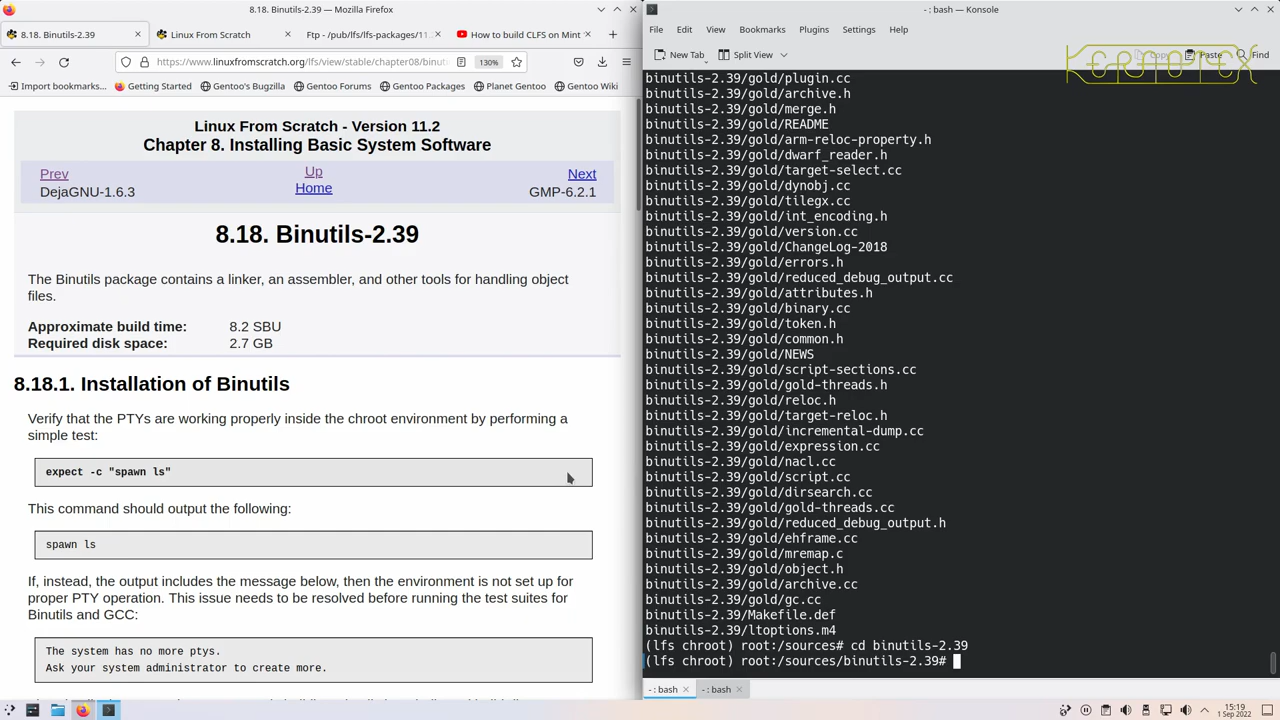 8.18. Binutils-2.39 — Mozilla Firefox
8.18. Binutils-2.39
Linux From Scratch
Ftp - /pub/lfs/lfs-packages/11.
How to build CLFS on Mint
https://www.linuxfromscratch.org/lfs/view/stable/chapter08/binut
Import bookmarks...
Getting Started
Gentoo's Bugzilla
Gentoo Forums
Gentoo Packages
Planet Gentoo
Gentoo Wiki
Linux From Scratch - Version 11.2
Chapter 8. Installing Basic System Software
Prev
Up
Next
DejaGNU-1.6.3
Home
GMP-6.2.1
8.18. Binutils-2.39
The Binutils package contains a linker, an assembler, and other tools for handling object
files.
Approximate build time: 8.2 SBU
Required disk space: 2.7 GB
8.18.1. Installation of Binutils
Verify that the PTYs are working properly inside the chroot environment by performing a
simple test:
expect -c "spawn ls"
This command should output the following:
spawn ls
If, instead, the output includes the message below, then the environment is not set up for
proper PTY operation. This issue needs to be resolved before running the test suites for
Binutils and GCC:
The system has no more ptys.
Ask your system administrator to create more.
- : bash — Konsole
File Edit View Bookmarks Plugins Settings Help
New Tab Split View Copy Paste Find
KERNOTEX
binutils-2.39/gold/plugin.cc
binutils-2.39/gold/archive.h
binutils-2.39/gold/merge.h
binutils-2.39/gold/README
binutils-2.39/gold/arm-reloc-property.h
binutils-2.39/gold/dwarf_reader.h
binutils-2.39/gold/target-select.cc
binutils-2.39/gold/dynobj.cc
binutils-2.39/gold/tilegx.cc
binutils-2.39/gold/int_encoding.h
binutils-2.39/gold/version.cc
binutils-2.39/gold/ChangeLog-2018
binutils-2.39/gold/errors.h
binutils-2.39/gold/reduced_debug_output.cc
binutils-2.39/gold/attributes.h
binutils-2.39/gold/binary.cc
binutils-2.39/gold/token.h
binutils-2.39/gold/common.h
binutils-2.39/gold/NEWS
binutils-2.39/gold/script-sections.cc
binutils-2.39/gold/gold-threads.h
binutils-2.39/gold/reloc.h
binutils-2.39/gold/target-reloc.h
binutils-2.39/gold/incremental-dump.cc
binutils-2.39/gold/expression.cc
binutils-2.39/gold/nacl.cc
binutils-2.39/gold/script.cc
binutils-2.39/gold/dirsearch.cc
binutils-2.39/gold/gold-threads.cc
binutils-2.39/gold/reduced_debug_output.h
binutils-2.39/gold/ehframe.cc
binutils-2.39/gold/mremap.c
binutils-2.39/gold/object.h
binutils-2.39/gold/archive.cc
binutils-2.39/gold/gc.cc
binutils-2.39/Makefile.def
binutils-2.39/ltoptions.m4
(lfs chroot) root:/sources# cd binutils-2.39
(lfs chroot) root:/sources/binutils-2.39#
- : bash
- : bash
15:19
1 Sep 2022